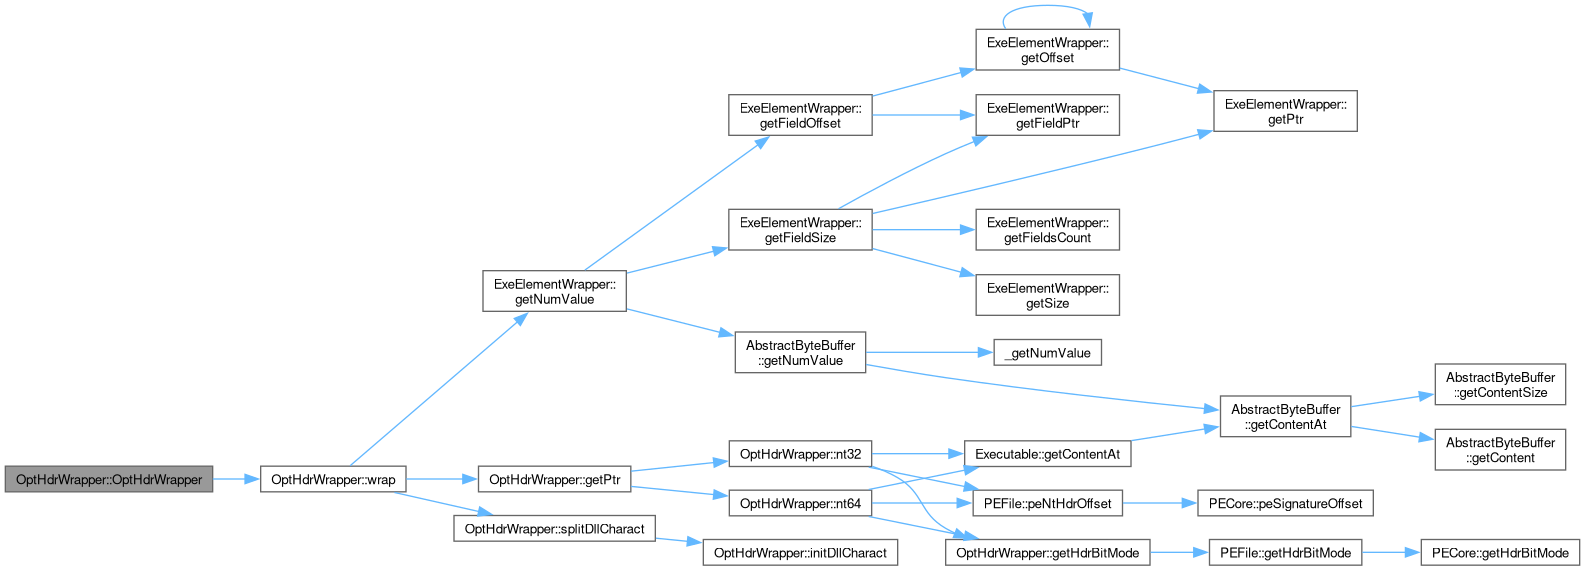 OptHdrWrapper::OptHdrWrapper
OptHdrWrapper::wrap
ExeElementWrapper::
getNumValue
OptHdrWrapper::getPtr
OptHdrWrapper::splitDllCharact
ExeElementWrapper::
getFieldOffset
ExeElementWrapper::
getFieldSize
AbstractByteBuffer
::getNumValue
OptHdrWrapper::nt32
OptHdrWrapper::nt64
OptHdrWrapper::initDllCharact
ExeElementWrapper::
getOffset
ExeElementWrapper::
getFieldPtr
ExeElementWrapper::
getFieldsCount
ExeElementWrapper::
getSize
_getNumValue
Executable::getContentAt
PEFile::peNtHdrOffset
OptHdrWrapper::getHdrBitMode
ExeElementWrapper::
getPtr
AbstractByteBuffer
::getContentAt
PECore::peSignatureOffset
PEFile::getHdrBitMode
AbstractByteBuffer
::getContentSize
AbstractByteBuffer
::getContent
PECore::getHdrBitMode